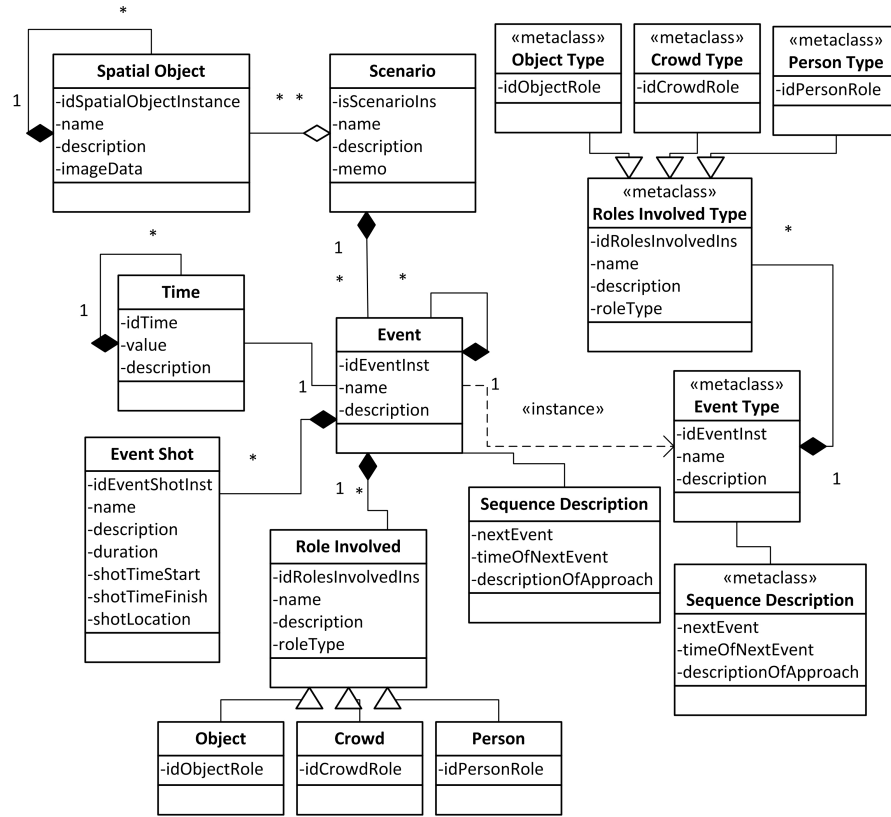 *
Spatial Object
-idSpatialObjectInstance
-name
-description
-imageData
1
* *
Scenario
-isScenarioIns
-name
-description
-memo
«metaclass»
Object Type
-idObjectRole
«metaclass»
Crowd Type
-idCrowdRole
«metaclass»
Person Type
-idPersonRole
«metaclass»
Roles Involved Type
-idRolesInvolvedIns
-name
-description
-roleType
*
1
*
*
*
1
Time
-idTime
-value
-description
1
Event
-idEventInst
-name
-description
1
«instance»
«metaclass»
Event Type
-idEventInst
-name
-description
1
Event Shot
-idEventShotInst
-name
-description
-duration
-shotTimeStart
-shotTimeFinish
-shotLocation
*
1
*
Role Involved
-idRolesInvolvedIns
-name
-description
-roleType
Sequence Description
-nextEvent
-timeOfNextEvent
-descriptionOfApproach
«metaclass»
Sequence Description
-nextEvent
-timeOfNextEvent
-descriptionOfApproach
Object
-idObjectRole
Crowd
-idCrowdRole
Person
-idPersonRole